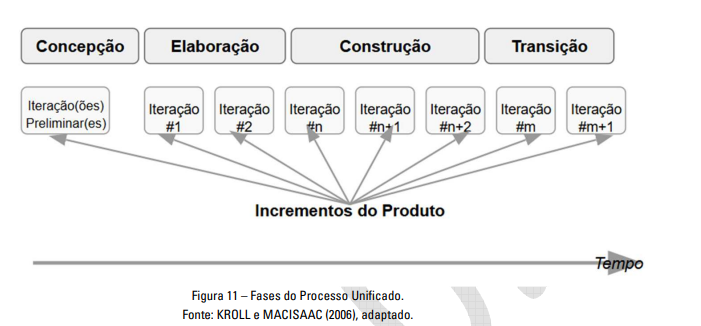 Concepção Elaboração Construção Transição
Iteração(ões) Iteração Iteração Iteração Iteração Iteração Iteração Iteração
Preliminar(es) #1 #2 #n #n+1 #n+2 #m #m+1
Incrementos do Produto
Tempo
Figura 11 – Fases do Processo Unificado.
Fonte: KROLL e MACISAAC (2006), adaptado.